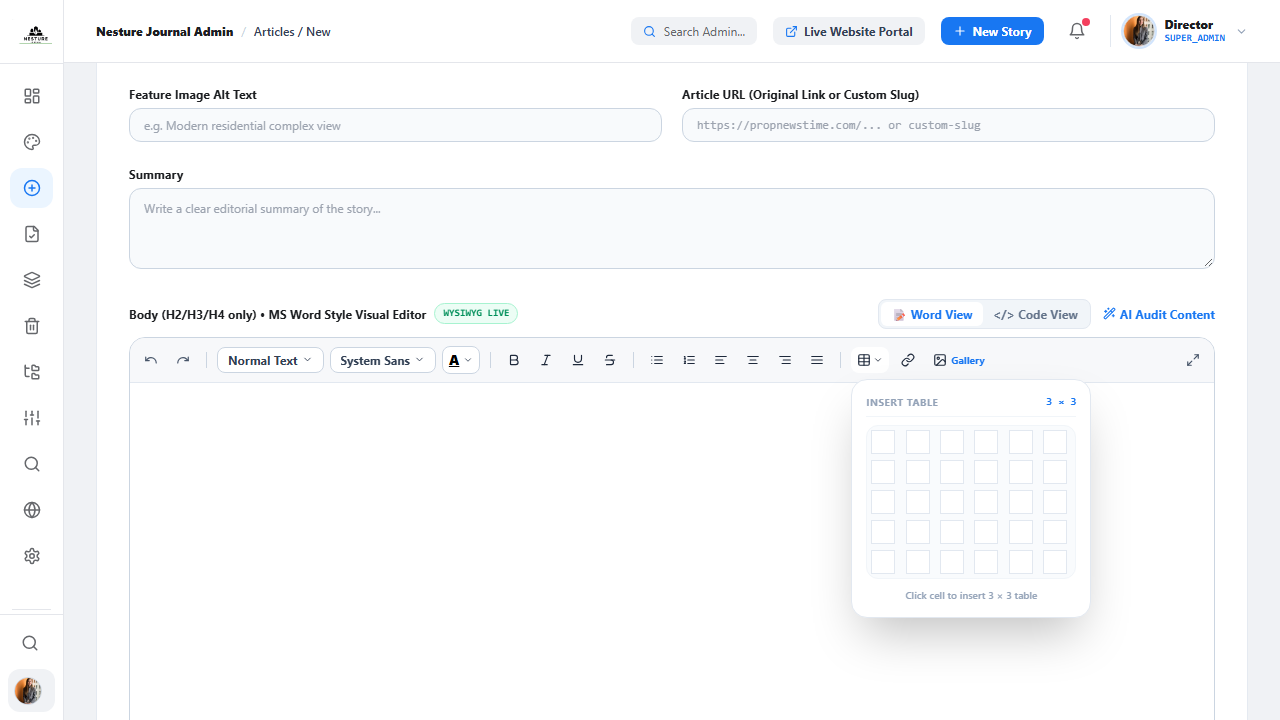 NESTURE
Nesture Journal Admin / Articles / New
Search Admin...
Live Website Portal
New Story
Director
SUPER_ADMIN
Feature Image Alt Text
Article URL (Original Link or Custom Slug)
e.g. Modern residential complex view
https://propnewstime.com/... or custom-slug
Summary
Write a clear editorial summary of the story...
Body (H2/H3/H4 only) • MS Word Style Visual Editor
WYSIWYG LIVE
Word View
</> Code View
AI Audit Content
Normal Text
System Sans
A
B I U S
Gallery
INSERT TABLE
3 × 3
Click cell to insert 3 × 3 table